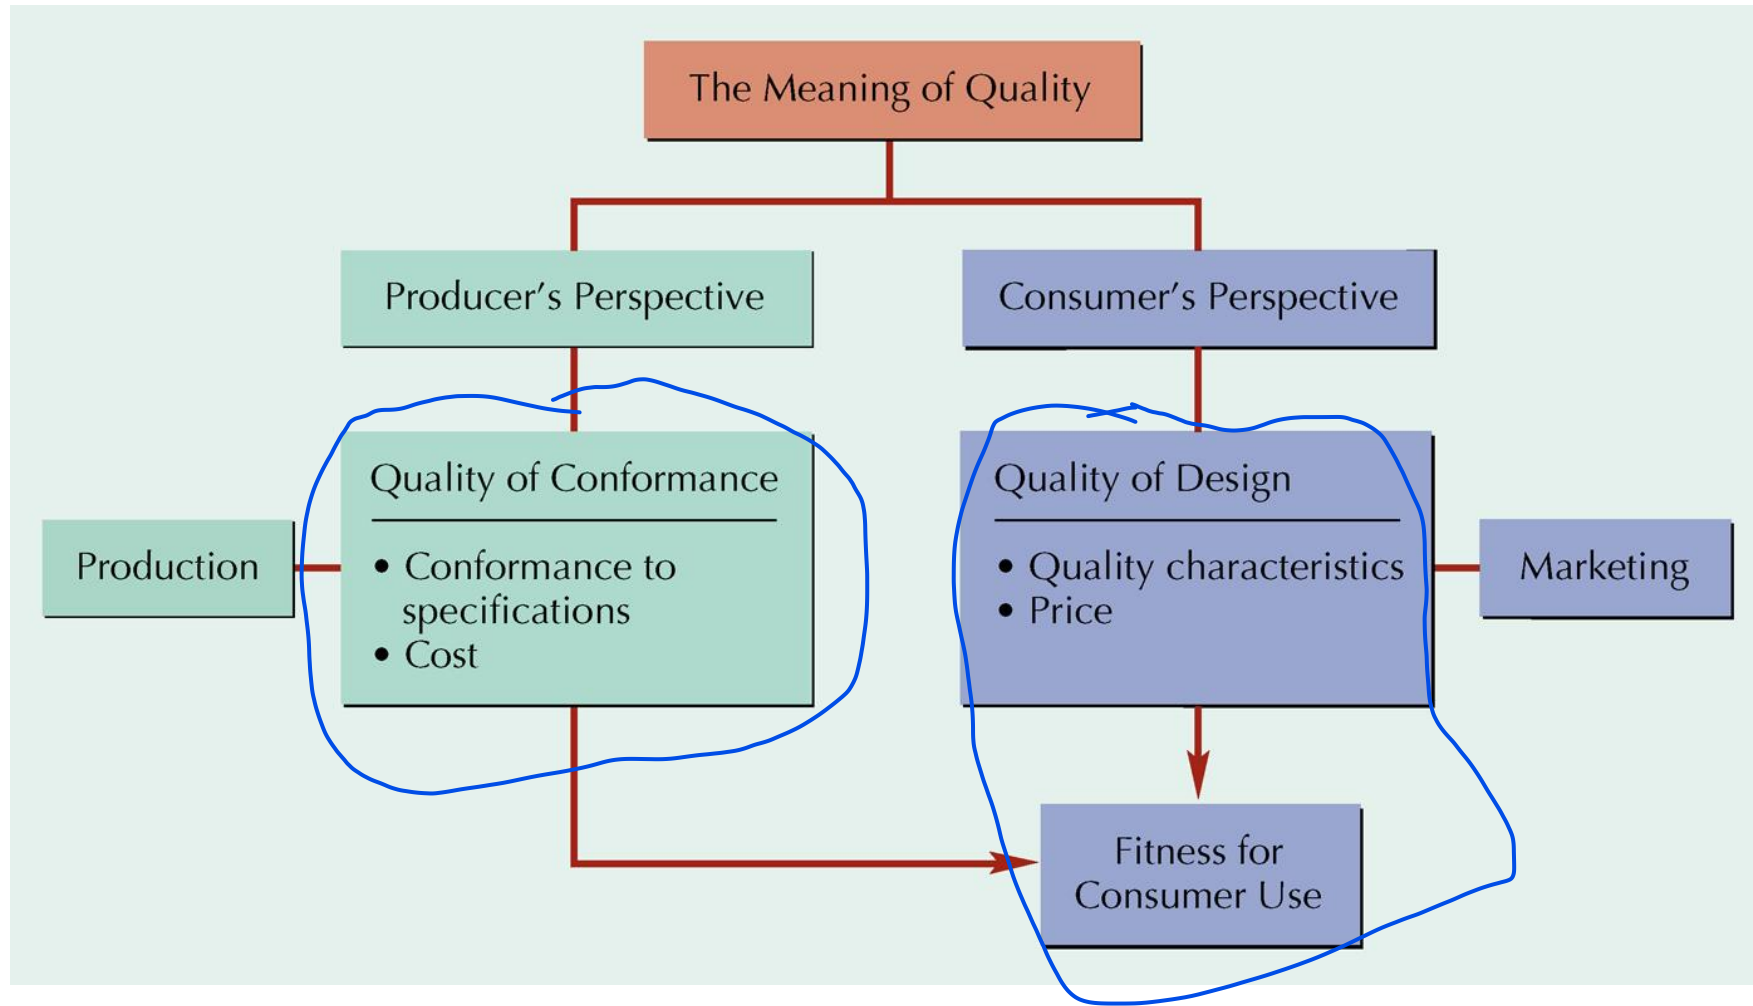 The Meaning of Quality
Producer's Perspective
Consumer's Perspective
Production
Quality of Conformance
• Conformance to
specifications
• Cost
Quality of Design
• Quality characteristics
• Price
Marketing
Fitness for
Consumer Use